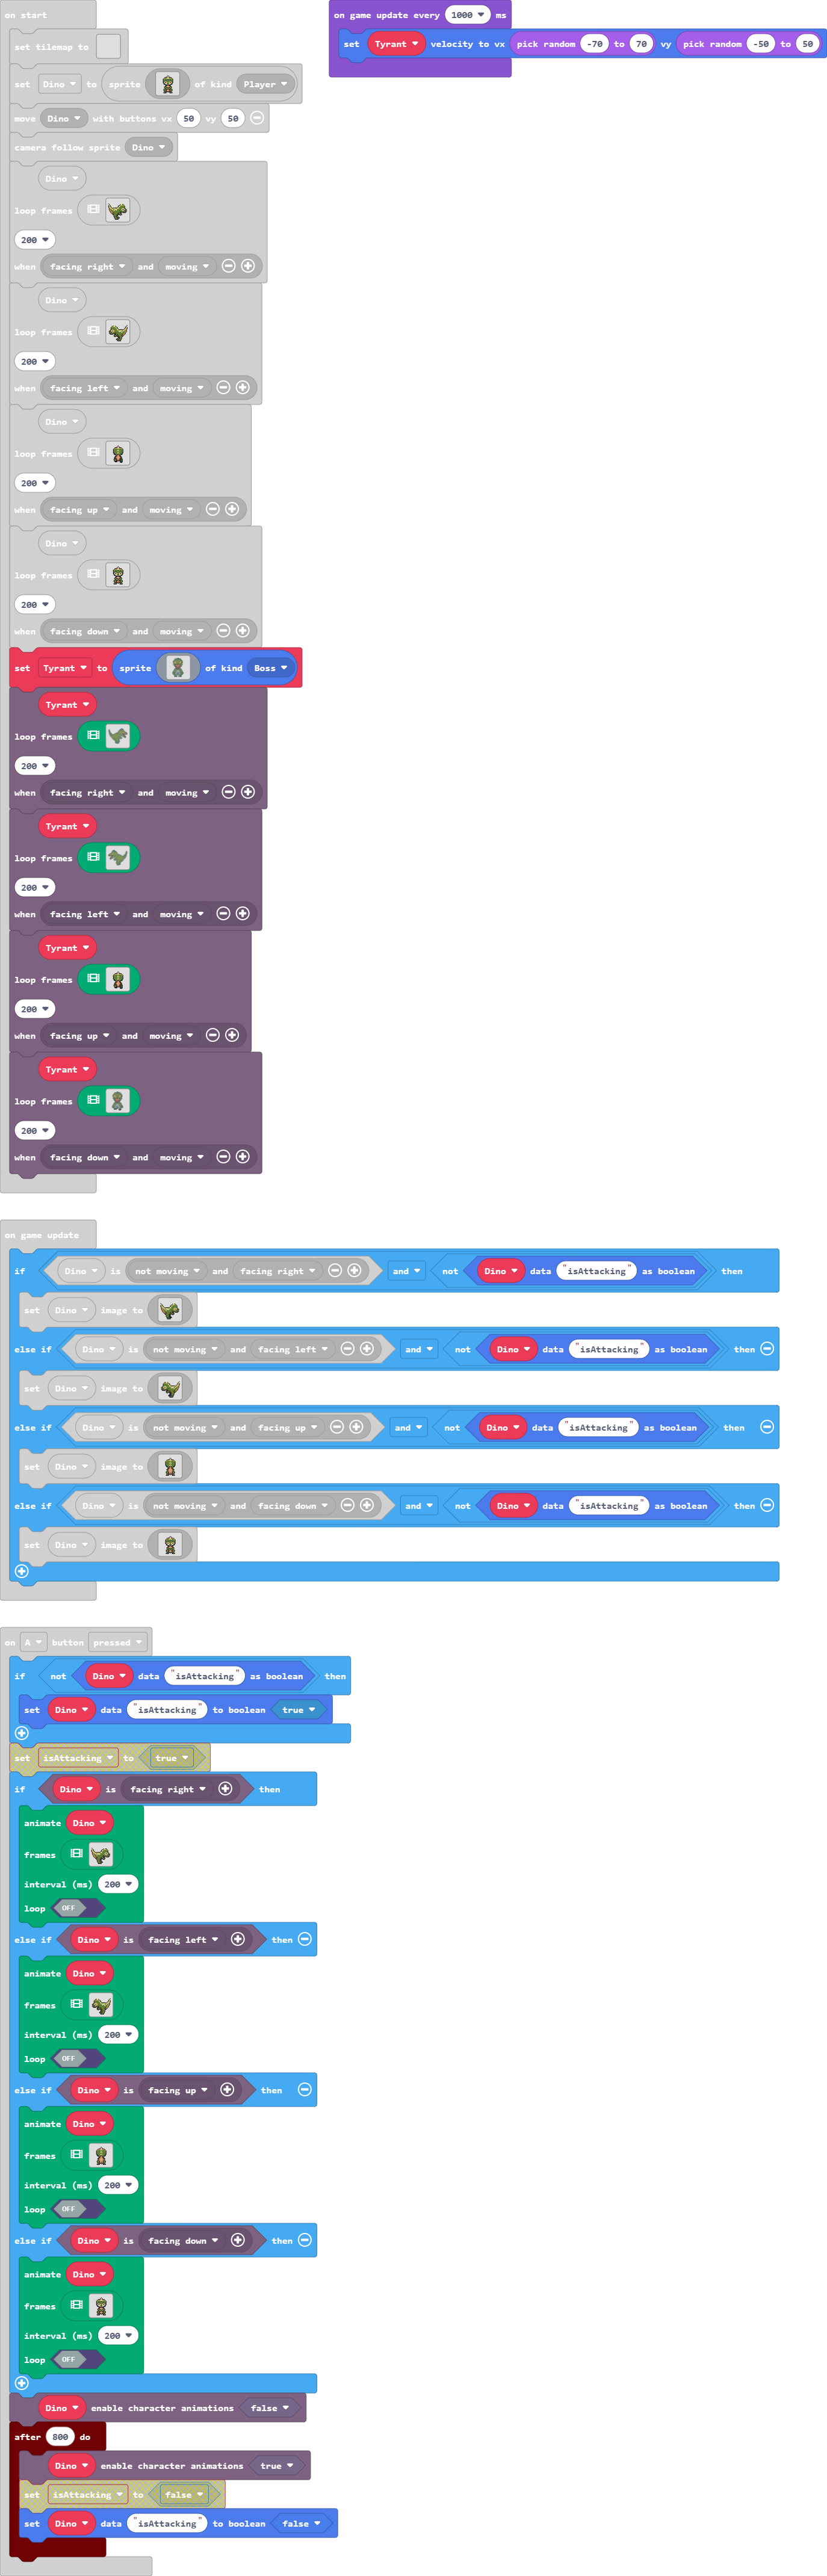 on start
set tilemap to
set Dino to sprite of kind Player
move Dino with buttons vx 50 vy 50
camera follow sprite Dino
Dino
loop frames
200
when facing right and moving
Dino
loop frames
200
when facing left and moving
Dino
loop frames
200
when facing up and moving
Dino
loop frames
200
when facing down and moving
set Tyrant to sprite of kind Boss
Tyrant
loop frames
200
when facing right and moving
Tyrant
loop frames
200
when facing left and moving
Tyrant
loop frames
200
when facing up and moving
Tyrant
loop frames
200
when facing down and moving
on game update every 1000 ms
set Tyrant velocity to vx pick random -70 to 70 vy pick random -50 to 50
on game update
if Dino is not moving and facing right and not Dino data "isAttacking" as boolean then
set Dino image to
else if Dino is not moving and facing left and not Dino data "isAttacking" as boolean then
set Dino image to
else if Dino is not moving and facing up and not Dino data "isAttacking" as boolean then
set Dino image to
else if Dino is not moving and facing down and not Dino data "isAttacking" as boolean then
set Dino image to
on A button pressed
if not Dino data "isAttacking" as boolean then
set Dino data "isAttacking" to boolean true
set isAttacking to true
if Dino is facing right then
animate Dino
frames
interval (ms) 200
loop OFF
else if Dino is facing left then
animate Dino
frames
interval (ms) 200
loop OFF
else if Dino is facing up then
animate Dino
frames
interval (ms) 200
loop OFF
else if Dino is facing down then
animate Dino
frames
interval (ms) 200
loop OFF
Dino enable character animations false
after 800 do
Dino enable character animations true
set isAttacking to false
set Dino data "isAttacking" to boolean false